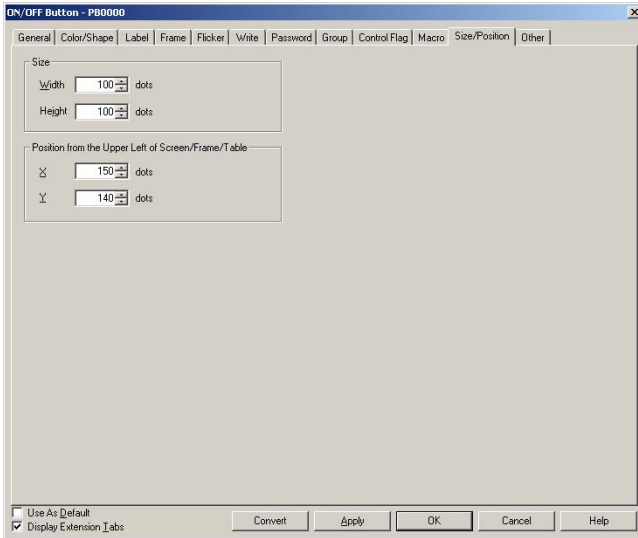 ON/OFF Button - PB0000
General Color/Shape Label Frame Flicker Write Password Group Control Flag Macro Size/Position Other
Size
Width 100 dots
Height 100 dots
Position from the Upper Left of Screen/Frame/Table
X 150 dots
Y 140 dots
Use As Default
Display Extension Tabs
Convert Apply OK Cancel Help